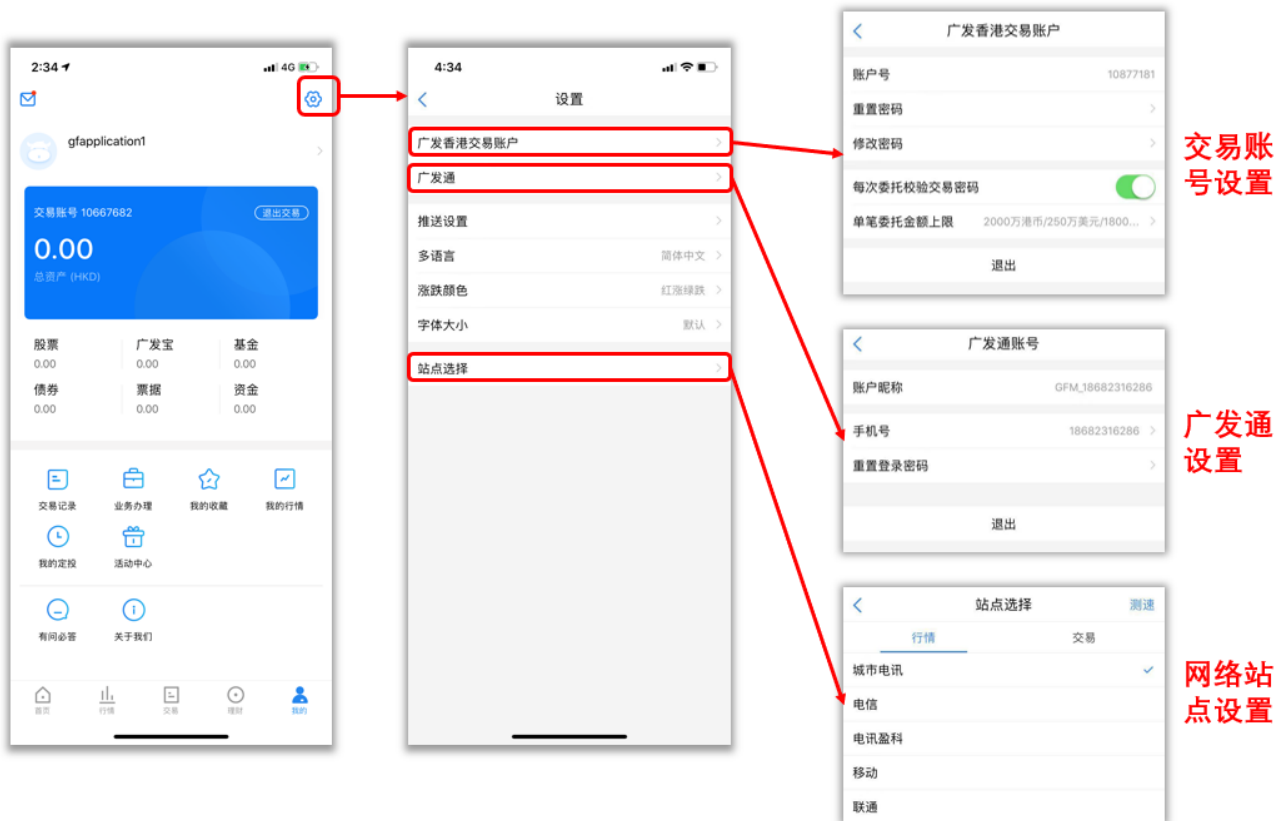 2:34
4G
gfapplication1
交易账号 10667682
退出交易
0.00
总资产 (HKD)
股票
广发宝
基金
0.00
0.00
0.00
债券
票据
资金
0.00
0.00
0.00
交易记录
业务办理
我的收藏
我的行情
我的定投
活动中心
有问必答
关于我们
首页
行情
交易
理财
我的
4:34
设置
广发香港交易账户
广发通
推送设置
多语言
简体中文
涨跌颜色
红涨绿跌
字体大小
默认
站点选择
广发香港交易账户
账户号
10877181
重置密码
修改密码
每次委托校验交易密码
单笔委托金额上限
2000万港币/250万美元/1800...
退出
交易账
号设置
广发通账号
账户昵称
GFM_18682316286
手机号
18682316286
重置登录密码
退出
广发通
设置
站点选择
测速
行情
交易
城市电讯
电信
电讯盈科
移动
联通
网络站
点设置